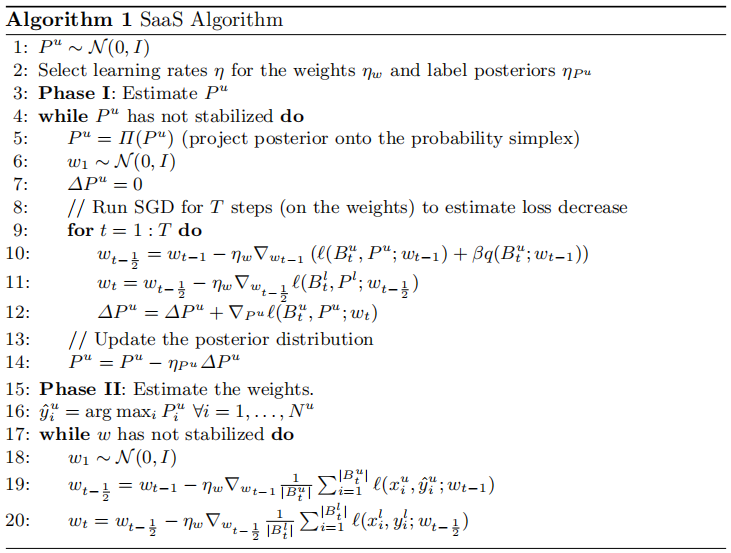 Algorithm 1 SaaS Algorithm
1: $P^u \sim \mathcal{N}(0, I)$
2: Select learning rates $\eta$ for the weights $\eta_w$ and label posteriors $\eta_{P^u}$
3: Phase I: Estimate $P^u$
4: while $P^u$ has not stabilized do
5: $P^u = \Pi(P^u)$ (project posterior onto the probability simplex)
6: $w_1 \sim \mathcal{N}(0, I)$
7: $\Delta P^u = 0$
8: // Run SGD for $T$ steps (on the weights) to estimate loss decrease
9: for $t = 1 : T$ do
10: $w_{t-\frac{1}{2}} = w_{t-1} - \eta_w \nabla_{w_{t-1}} (\ell(B_t^u, P^u; w_{t-1}) + \beta q(B_t^u; w_{t-1}))$
11: $w_t = w_{t-\frac{1}{2}} - \eta_w \nabla_{w_{t-\frac{1}{2}}} \ell(B_t^l, P^l; w_{t-\frac{1}{2}})$
12: $\Delta P^u = \Delta P^u + \nabla_{P^u} \ell(B_t^u, P^u; w_t)$
13: // Update the posterior distribution
14: $P^u = P^u - \eta_{P^u} \Delta P^u$
15: Phase II: Estimate the weights.
16: $\hat{y}_i^u = \arg\max_i P_i^u \ \forall i = 1, \ldots, N^u$
17: while $w$ has not stabilized do
18: $w_1 \sim \mathcal{N}(0, I)$
19: $w_{t-\frac{1}{2}} = w_{t-1} - \eta_w \nabla_{w_{t-1}} \frac{1}{|B_t^u|} \sum_{i=1}^{|B_t^u|} \ell(x_i^u, \hat{y}_i^u; w_{t-1})$
20: $w_t = w_{t-\frac{1}{2}} - \eta_w \nabla_{w_{t-\frac{1}{2}}} \frac{1}{|B_t^l|} \sum_{i=1}^{|B_t^l|} \ell(x_i^l, y_i^l; w_{t-\frac{1}{2}})$